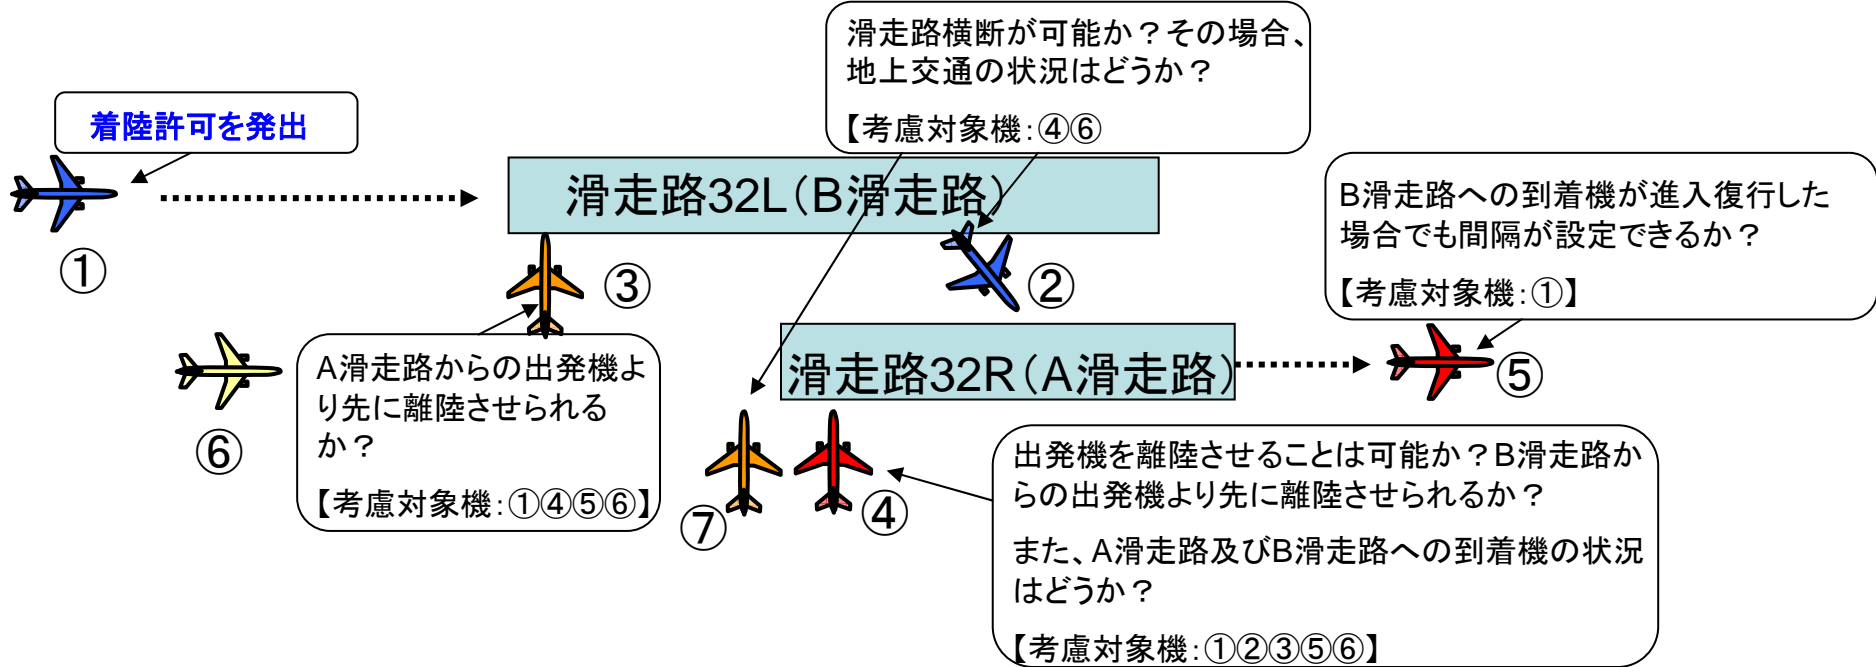 滑走路横断が可能か？その場合、
地上交通の状況はどうか？
【考慮対象機：④⑥
着陸許可を発出
滑走路32L（B滑走路）
B滑走路への到着機が進入復行した
場合でも間隔が設定できるか？
【考慮対象機：①】
①
③
②
A滑走路からの出発機よ
り先に離陸させられる
か？
【考慮対象機：①④⑤⑥】
滑走路32R（A滑走路）
⑤
⑥
⑦
④
出発機を離陸させることは可能か？B滑走路か
らの出発機より先に離陸させられるか？
また、A滑走路及びB滑走路への到着機の状況
はどうか？
【考慮対象機：①②③⑤⑥】